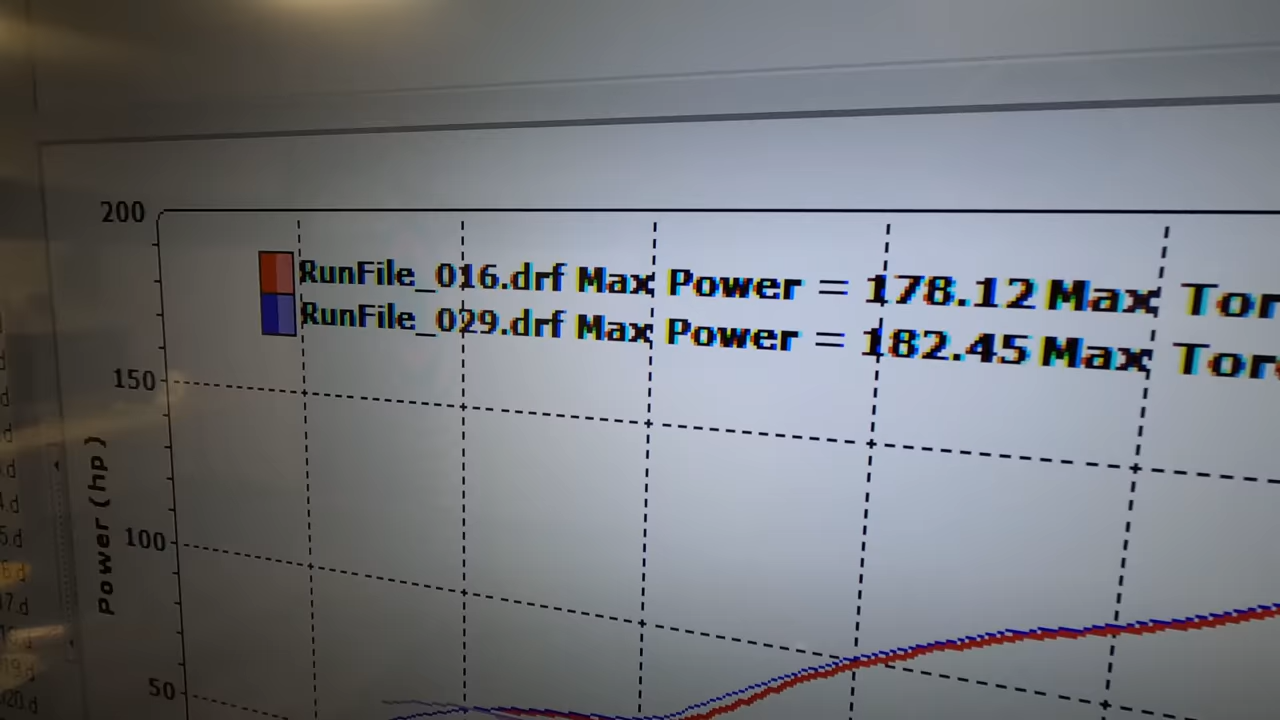 200
RunFile_016.drf Max Power = 178.12 Max Tor
RunFile_029.drf Max Power = 182.45 Max Tor
150
Power (hp)
100
50